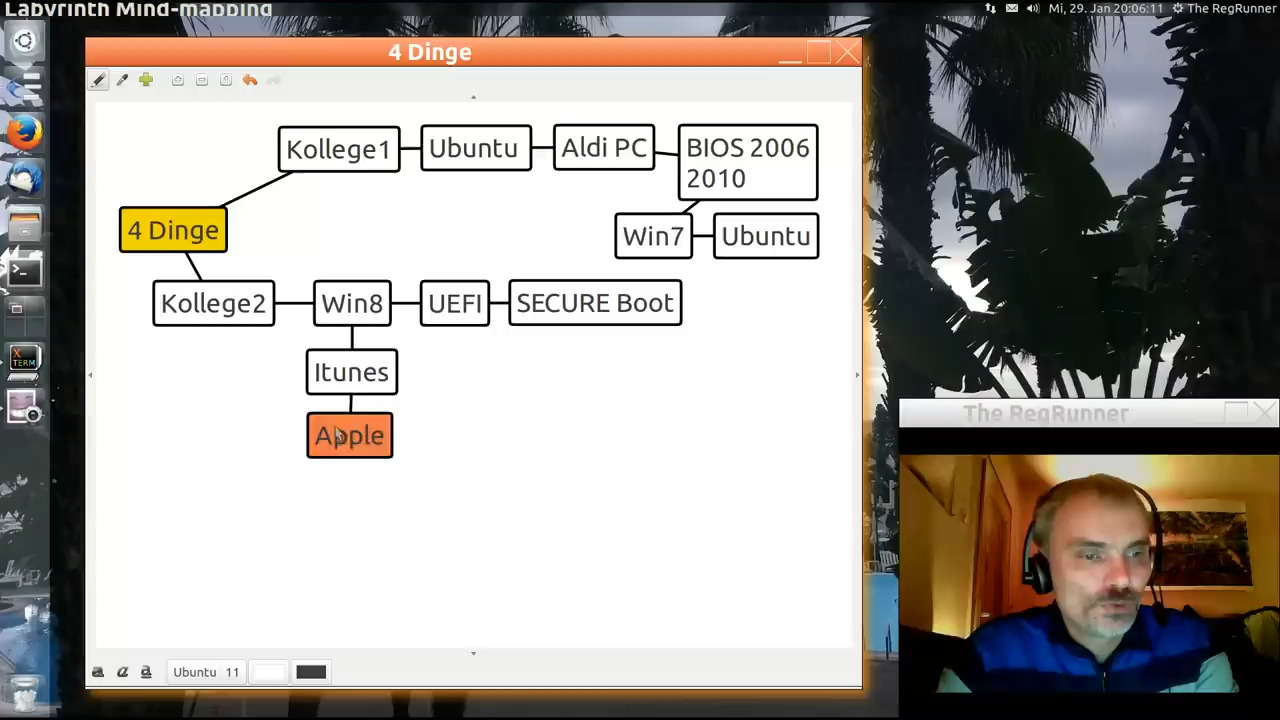 Labyrinth Mind-mapping
Mi, 29. Jan 20:06:11 The RegRunner
4 Dinge
Kollege1 Ubuntu Aldi PC BIOS 2006
2010
4 Dinge
Win7 Ubuntu
Kollege2 Win8 UEFI SECURE Boot
Itunes
Apple
The RegRunner
X
TERM
a a a Ubuntu 11